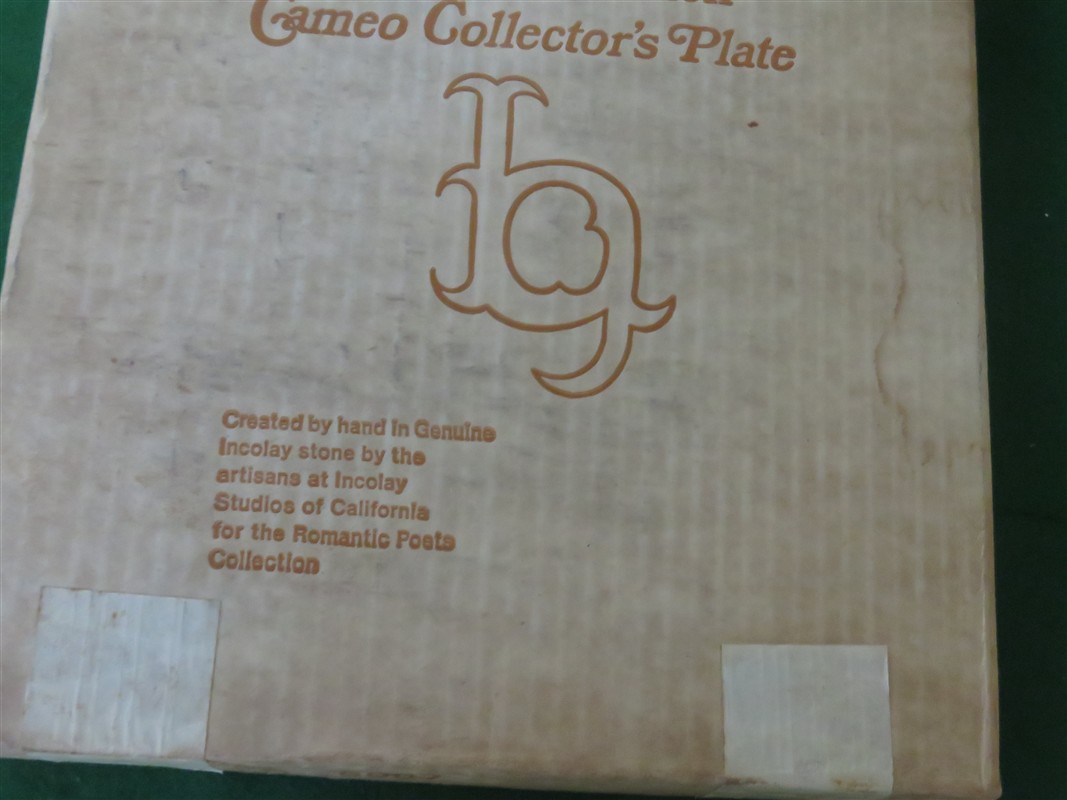 Cameo Collector's Plate
Created by hand in Genuine
Incolay stone by the
artisans at Incolay
Studios of California
for the Romantic Poets
Collection